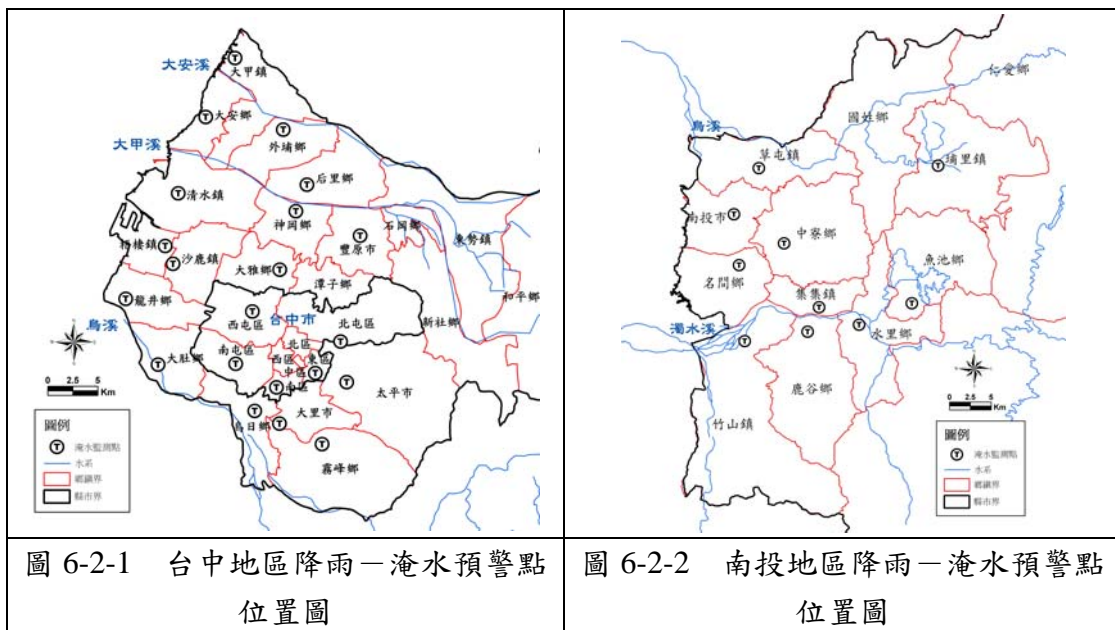 大安溪
大甲鎮
大安鄉
外埔鄉
大甲溪
后里鄉
清水鎮
神岡鄉
石岡鄉
東勢鎮
豐原市
梧棲鎮
沙鹿鎮
大雅鄉
潭子鄉
和平鄉
龍井鄉
西屯區
台中市
北屯區
新社鄉
烏溪
北區
南屯區
西區
東區
中區
大肚鄉
南區
太平市
大里市
烏日鄉
霧峰鄉
0 2.5 5
Km
圖例
淹水監測點
水系
鄉鎮界
縣市界
仁愛鄉
國姓鄉
烏溪
草屯鎮
埔里鎮
南投市
中寮鄉
魚池鄉
名間鄉
集集鎮
濁水溪
水里鄉
鹿谷鄉
竹山鎮
0 2.5 5
Km
圖例
淹水監測點
水系
鄉鎮界
縣市界
圖 6-2-1 台中地區降雨－淹水預警點
位置圖
圖 6-2-2 南投地區降雨－淹水預警點
位置圖